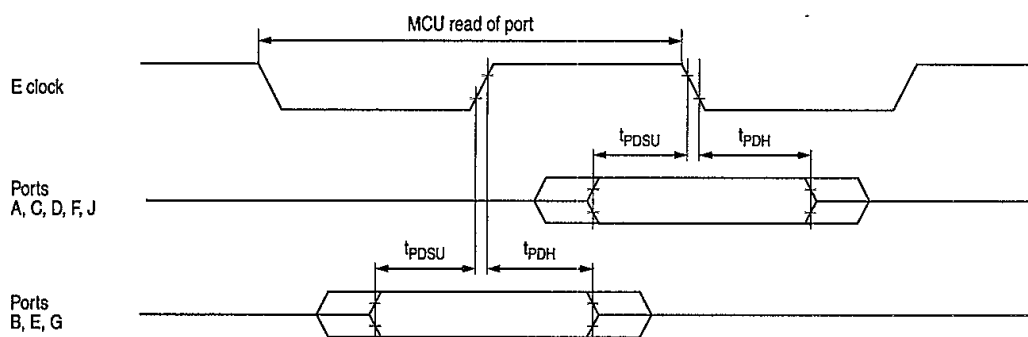 MCU read of port
E clock
tPDSU
tPDH
Ports
A, C, D, F, J
tPDSU
tPDH
Ports
B, E, G